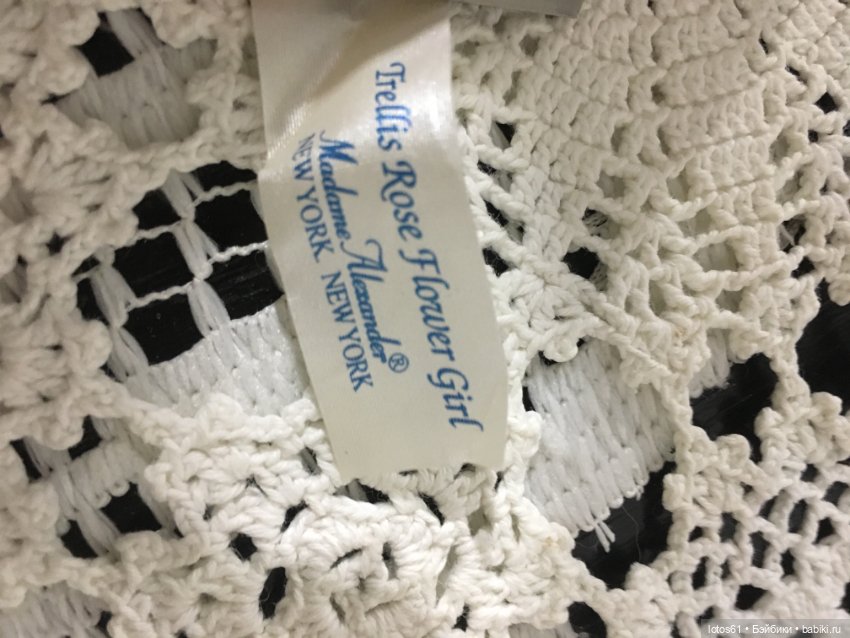 Trellis Rose Flower Girl
Madame Alexander®
NEW YORK. NEW YORK
lotos61 • Бэйбики • babiki.ru